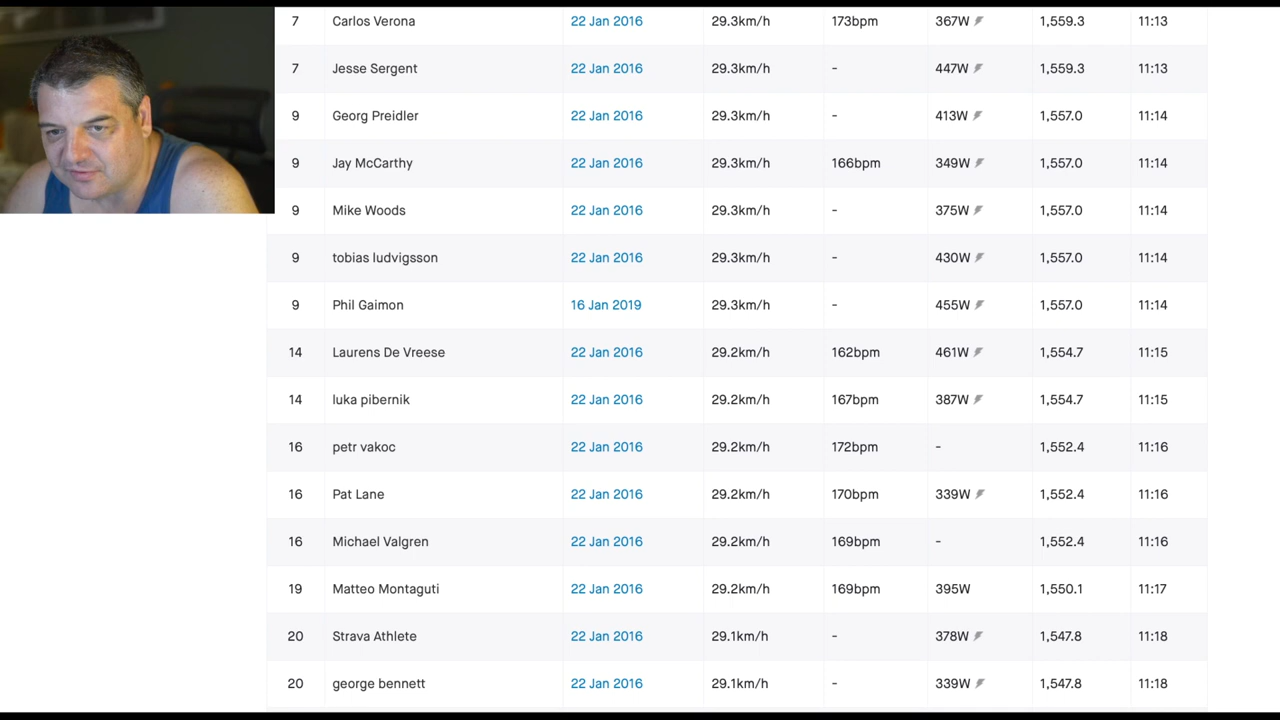 7 Carlos Verona 22 Jan 2016 29.3km/h 173bpm 367W 1,559.3 11:13
7 Jesse Sergent 22 Jan 2016 29.3km/h - 447W 1,559.3 11:13
9 Georg Preidler 22 Jan 2016 29.3km/h - 413W 1,557.0 11:14
9 Jay McCarthy 22 Jan 2016 29.3km/h 166bpm 349W 1,557.0 11:14
9 Mike Woods 22 Jan 2016 29.3km/h - 375W 1,557.0 11:14
9 tobias ludvigsson 22 Jan 2016 29.3km/h - 430W 1,557.0 11:14
9 Phil Gaimon 16 Jan 2019 29.3km/h - 455W 1,557.0 11:14
14 Laurens De Vreese 22 Jan 2016 29.2km/h 162bpm 461W 1,554.7 11:15
14 luka pibernik 22 Jan 2016 29.2km/h 167bpm 387W 1,554.7 11:15
16 petr vakoc 22 Jan 2016 29.2km/h 172bpm - 1,552.4 11:16
16 Pat Lane 22 Jan 2016 29.2km/h 170bpm 339W 1,552.4 11:16
16 Michael Valgren 22 Jan 2016 29.2km/h 169bpm - 1,552.4 11:16
19 Matteo Montaguti 22 Jan 2016 29.2km/h 169bpm 395W 1,550.1 11:17
20 Strava Athlete 22 Jan 2016 29.1km/h - 378W 1,547.8 11:18
20 george bennett 22 Jan 2016 29.1km/h - 339W 1,547.8 11:18